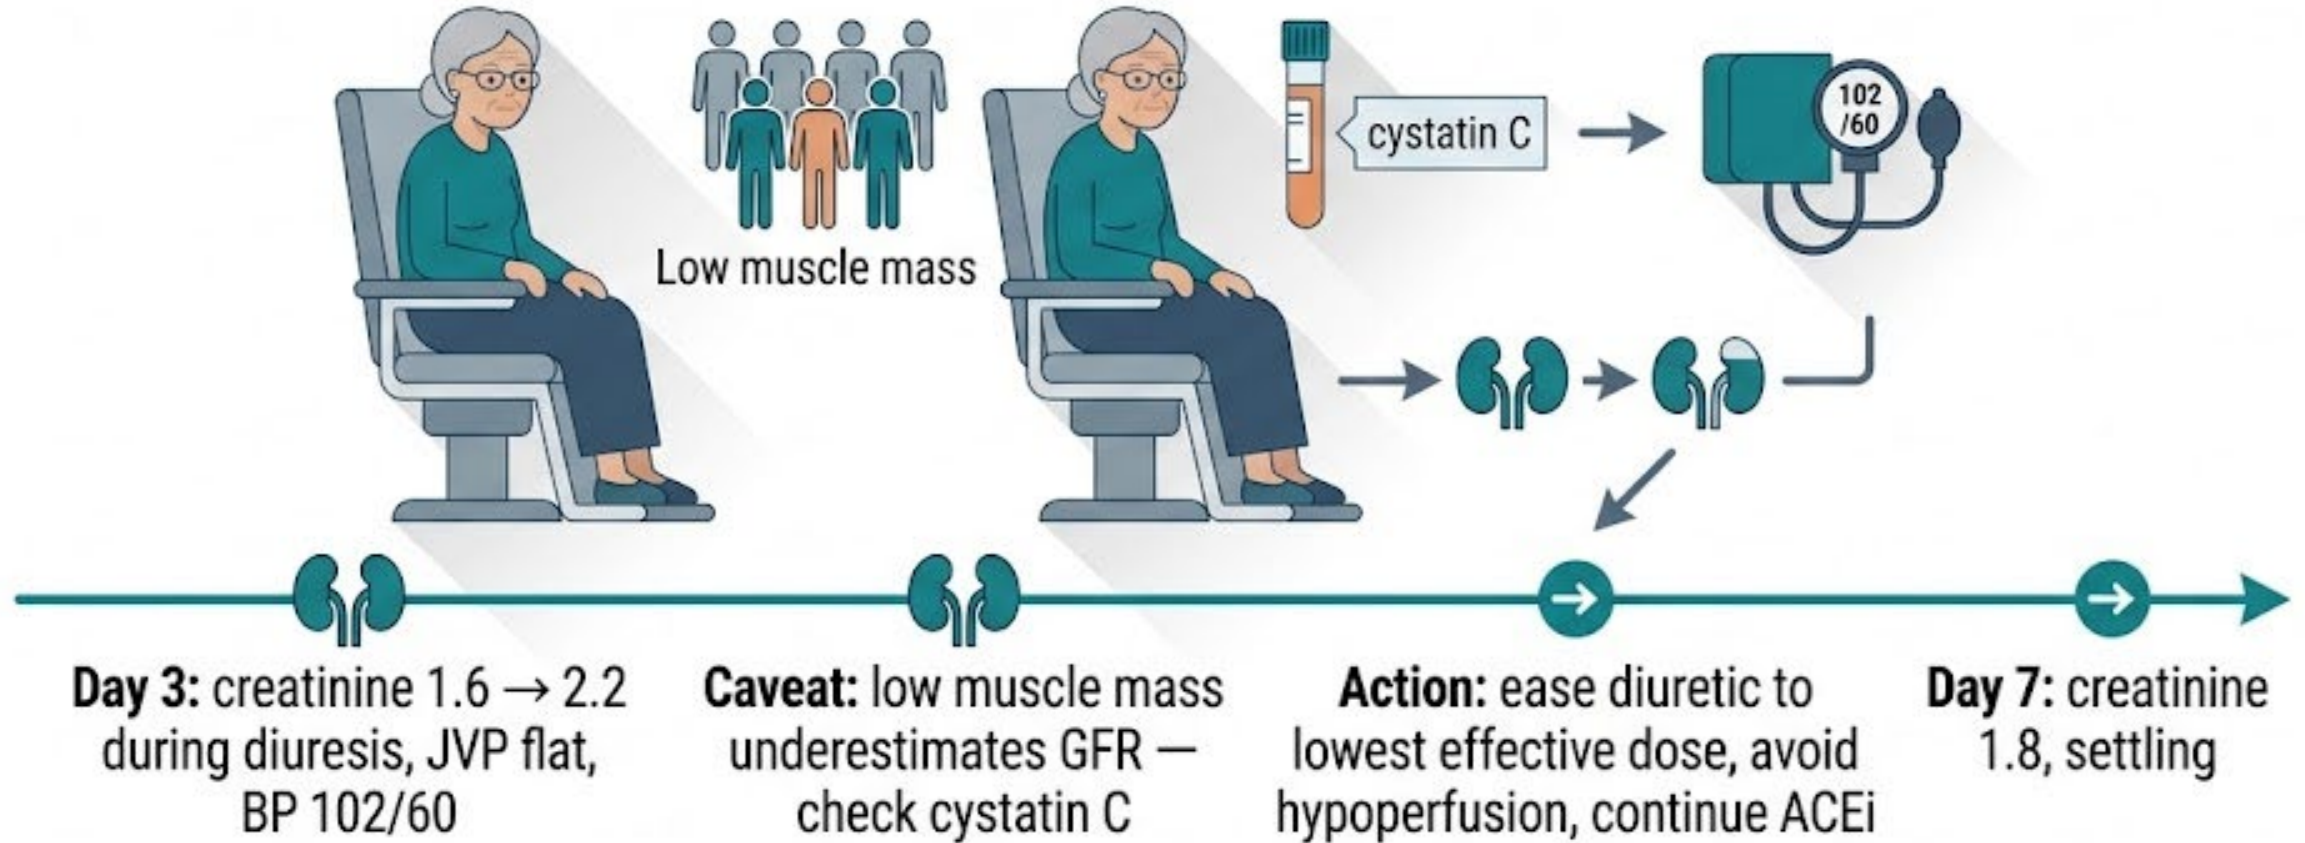 Low muscle mass
cystatin C
102
/60
Day 3: creatinine 1.6 → 2.2
during diuresis, JVP flat,
BP 102/60
Caveat: low muscle mass
underestimates GFR —
check cystatin C
Action: ease diuretic to
lowest effective dose, avoid
hypoperfusion, continue ACEi
Day 7: creatinine
1.8, settling